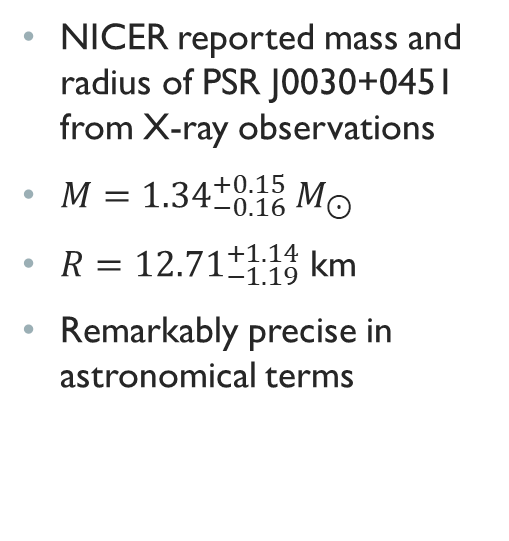 • NICER reported mass and
radius of PSR J0030+0451
from X-ray observations
• M = 1.34+0.15−0.16 M⊙
• R = 12.71+1.14−1.19 km
• Remarkably precise in
astronomical terms